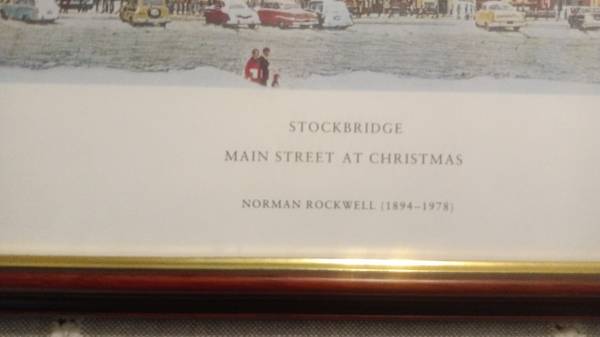 STOCKBRIDGE
MAIN STREET AT CHRISTMAS
NORMAN ROCKWELL (1894–1978)